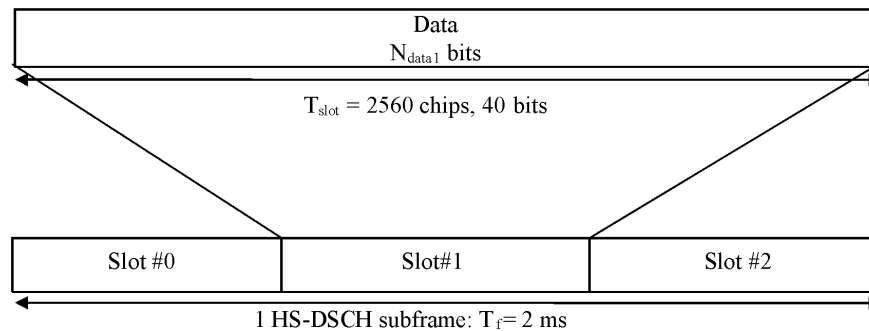 Data
N_data1 bits
T_slot = 2560 chips, 40 bits
Slot #0
Slot#1
Slot #2
1 HS-DSCH subframe: T_f= 2 ms